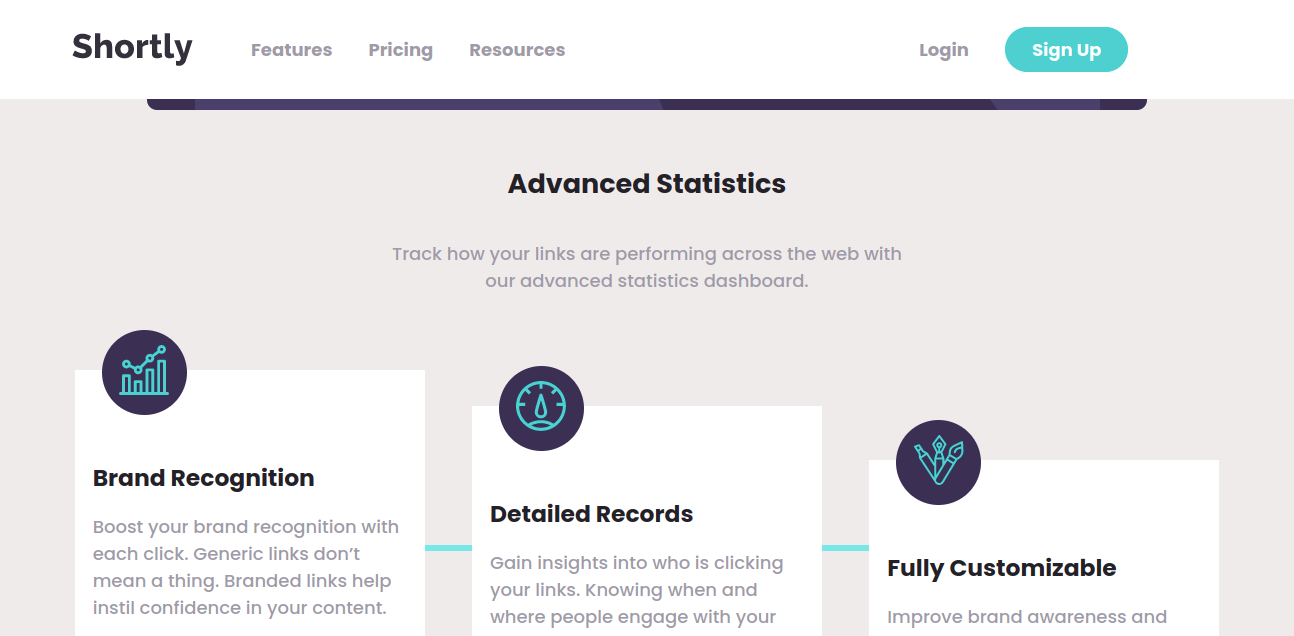 Shortly
Features
Pricing
Resources
Login
Sign Up
Advanced Statistics
Track how your links are performing across the web with
our advanced statistics dashboard.
Brand Recognition
Boost your brand recognition with
each click. Generic links don’t
mean a thing. Branded links help
instil confidence in your content.
Detailed Records
Gain insights into who is clicking
your links. Knowing when and
where people engage with your
Fully Customizable
Improve brand awareness and